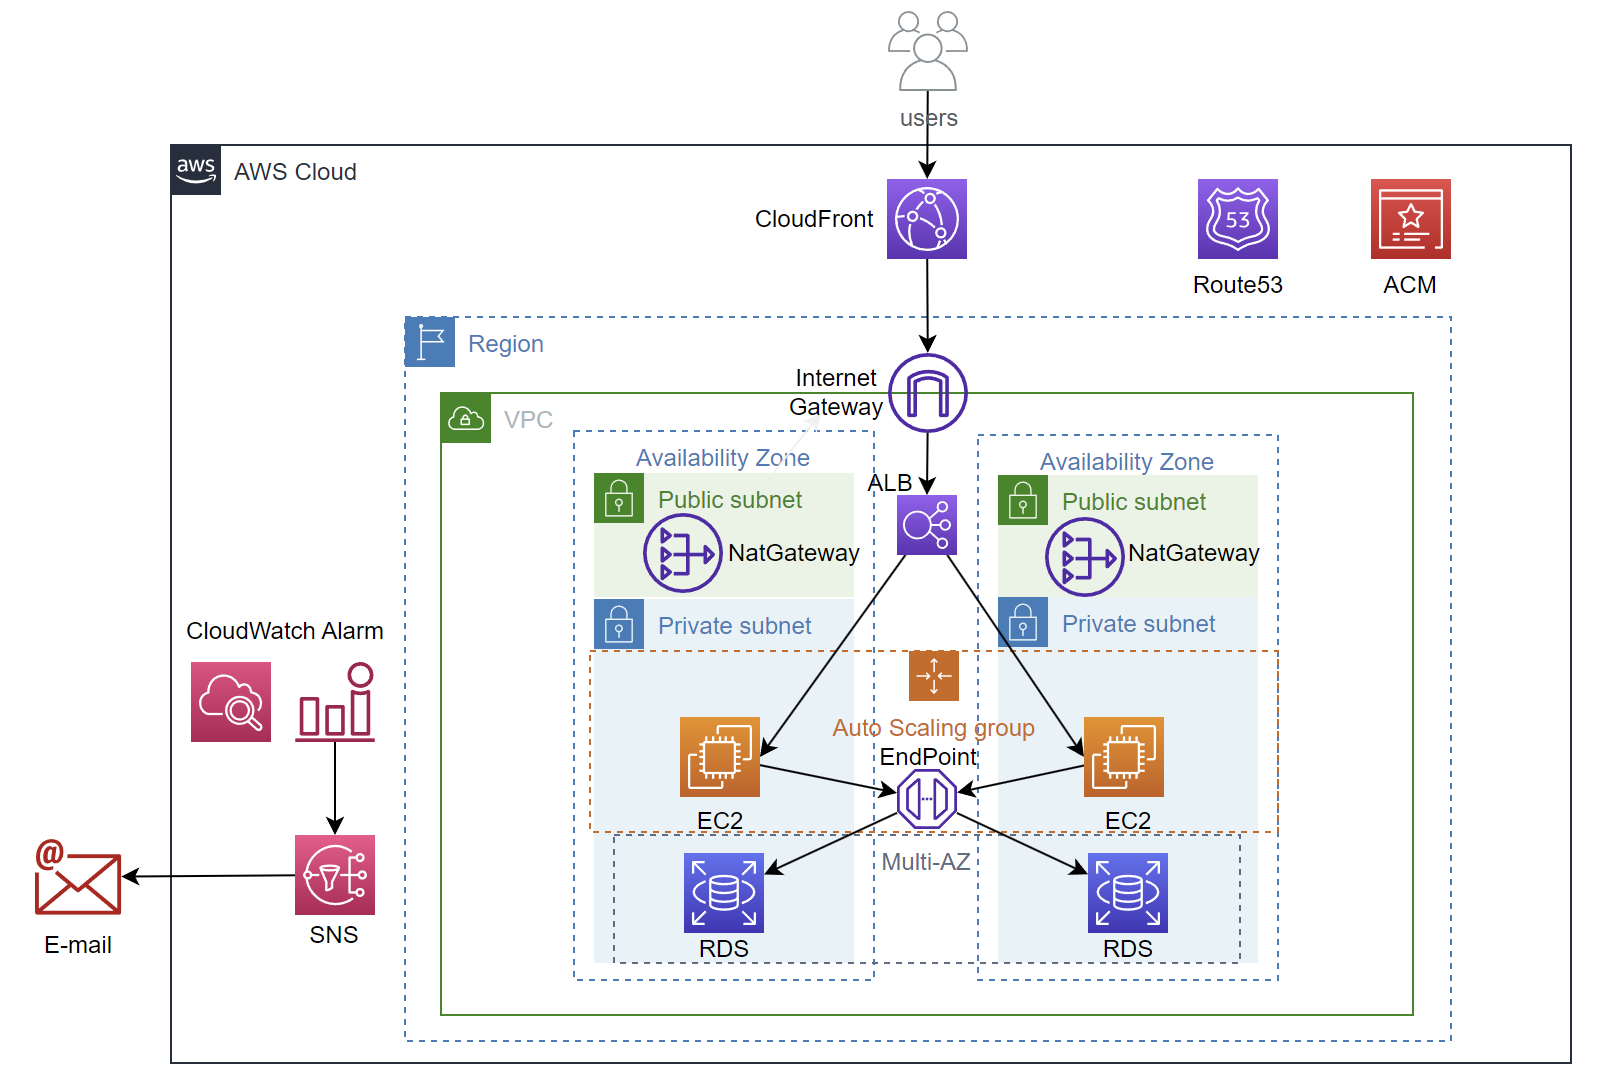 users
aws
AWS Cloud
CloudFront
53
Route53
ACM
Region
Internet
Gateway
VPC
Availability Zone
Availability Zone
ALB
Public subnet
Public subnet
NatGateway
NatGateway
Private subnet
Private subnet
CloudWatch Alarm
Auto Scaling group
EndPoint
EC2
EC2
@
Multi-AZ
E-mail
SNS
RDS
RDS